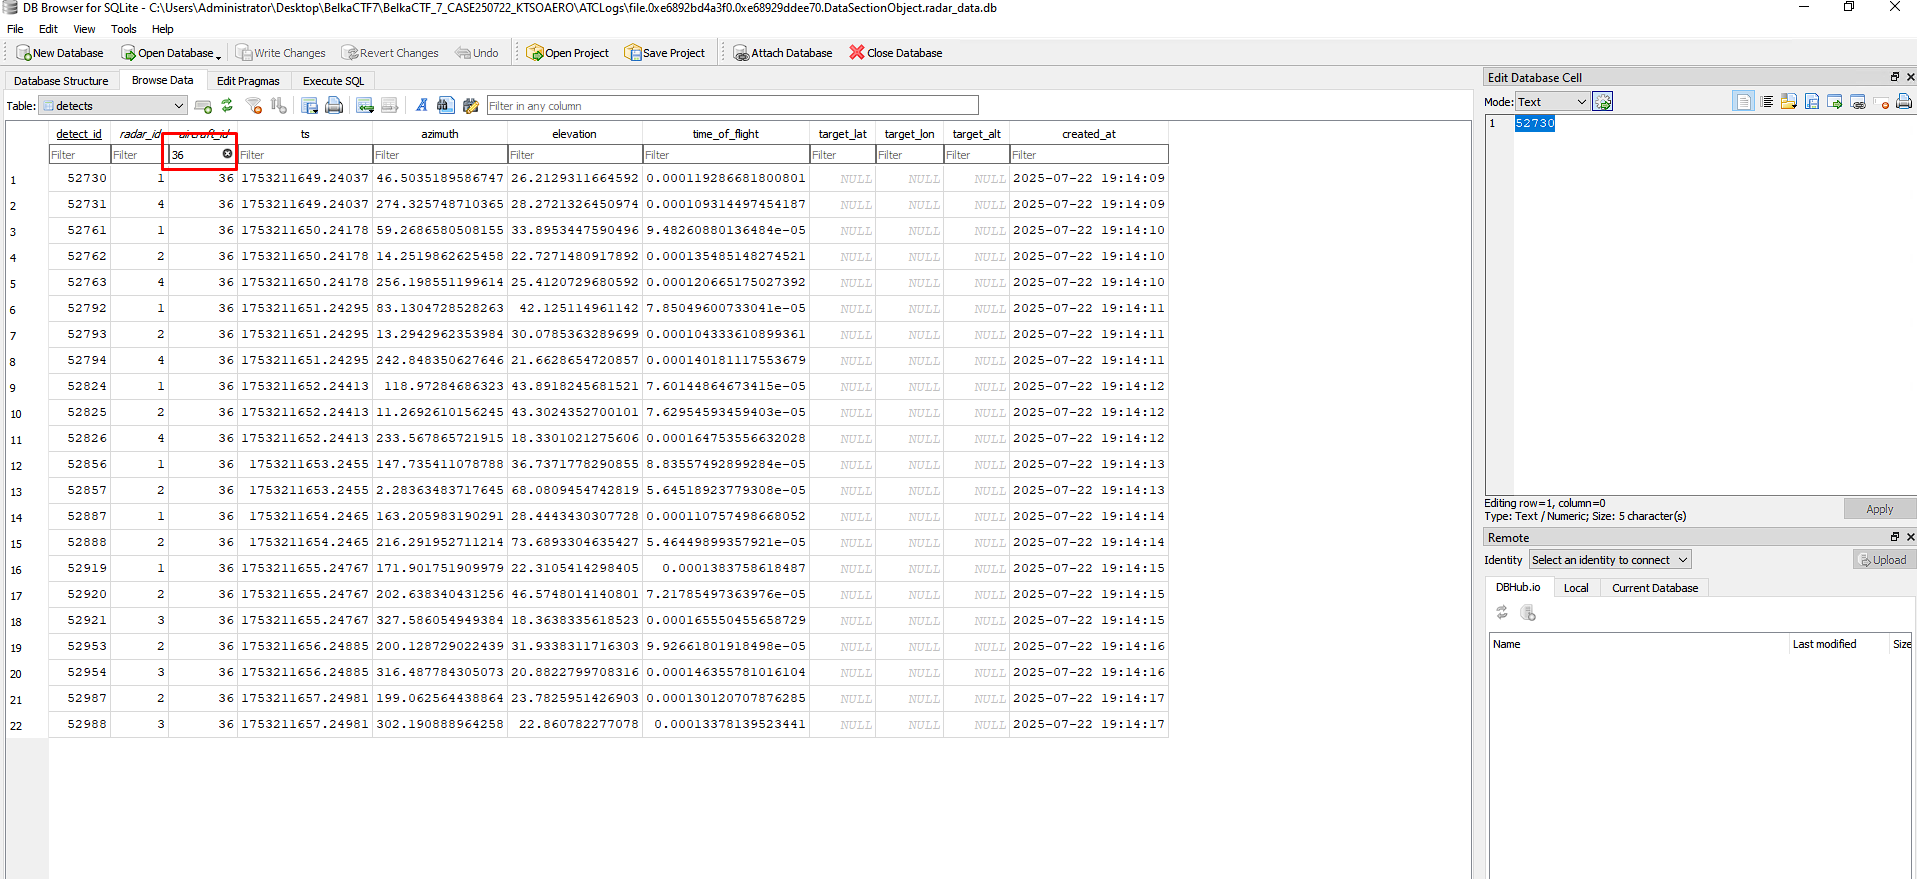 DB Browser for SQLite - C:\Users\Administrator\Desktop\BelkaCTF7\BelkaCTF_7_CASE250722_KTSOAERO\ATCLogs\file.0xe6892bd4a3f0.0xe68929ddee70.DataSectionObject.radar_data.db
File Edit View Tools Help
New Database Open Database Write Changes Revert Changes Undo Open Project Save Project Attach Database Close Database
Database Structure Browse Data Edit Pragmas Execute SQL
Table: detects Filter in any column
detect_id radar_id aircraft_id ts azimuth elevation time_of_flight target_lat target_lon target_alt created_at
Filter Filter 36 Filter Filter Filter Filter Filter Filter Filter Filter
1 52730 1 36 1753211649.24037 46.5035189586747 26.2129311664592 0.000119286681800801 NULL NULL NULL 2025-07-22 19:14:09
2 52731 4 36 1753211649.24037 274.325748710365 28.2721326450974 0.000109314497454187 NULL NULL NULL 2025-07-22 19:14:09
3 52761 1 36 1753211650.24178 59.2686580508155 33.8953447590496 9.48260880136484e-05 NULL NULL NULL 2025-07-22 19:14:10
4 52762 2 36 1753211650.24178 14.2519862625458 22.7271480917892 0.000135485148274521 NULL NULL NULL 2025-07-22 19:14:10
5 52763 4 36 1753211650.24178 256.198551199614 25.4120729680592 0.000120665175027392 NULL NULL NULL 2025-07-22 19:14:10
6 52792 1 36 1753211651.24295 83.1304728528263 42.125114961142 7.85049600733041e-05 NULL NULL NULL 2025-07-22 19:14:11
7 52793 2 36 1753211651.24295 13.2942962353984 30.0785363289699 0.000104333610899361 NULL NULL NULL 2025-07-22 19:14:11
8 52794 4 36 1753211651.24295 242.848350627646 21.6628654720857 0.000140181117553679 NULL NULL NULL 2025-07-22 19:14:11
9 52824 1 36 1753211652.24413 118.97284686323 43.8918245681521 7.60144864673415e-05 NULL NULL NULL 2025-07-22 19:14:12
10 52825 2 36 1753211652.24413 11.2692610156245 43.3024352700101 7.62954593459403e-05 NULL NULL NULL 2025-07-22 19:14:12
11 52826 4 36 1753211652.24413 233.567865721915 18.3301021275606 0.000164753556632028 NULL NULL NULL 2025-07-22 19:14:12
12 52856 1 36 1753211653.2455 147.735411078788 36.7371778290855 8.83557492899284e-05 NULL NULL NULL 2025-07-22 19:14:13
13 52857 2 36 1753211653.2455 2.28363483717645 68.0809454742819 5.64518923779308e-05 NULL NULL NULL 2025-07-22 19:14:13
14 52887 1 36 1753211654.2465 163.205983190291 28.4443430307728 0.000110757498668052 NULL NULL NULL 2025-07-22 19:14:14
15 52888 2 36 1753211654.2465 216.291952711214 73.6893304635427 5.46449899357921e-05 NULL NULL NULL 2025-07-22 19:14:14
16 52919 1 36 1753211655.24767 171.901751909979 22.3105414298405 0.0001383758618487 NULL NULL NULL 2025-07-22 19:14:15
17 52920 2 36 1753211655.24767 202.638340431256 46.5748014140801 7.21785497363976e-05 NULL NULL NULL 2025-07-22 19:14:15
18 52921 3 36 1753211655.24767 327.586054949384 18.3638335618523 0.000165550455658729 NULL NULL NULL 2025-07-22 19:14:15
19 52953 2 36 1753211656.24885 200.128729022439 31.9338311716303 9.92661801918498e-05 NULL NULL NULL 2025-07-22 19:14:16
20 52954 3 36 1753211656.24885 316.487784305073 20.8822799708316 0.000146355781016104 NULL NULL NULL 2025-07-22 19:14:16
21 52987 2 36 1753211657.24981 199.062564438864 23.7825951426903 0.000130120707876285 NULL NULL NULL 2025-07-22 19:14:17
22 52988 3 36 1753211657.24981 302.190888964258 22.860782277078 0.00013378139523441 NULL NULL NULL 2025-07-22 19:14:17
Edit Database Cell
Mode: Text
1 52730
Editing row=1, column=0
Type: Text / Numeric; Size: 5 character(s)
Apply
Remote
Identity Select an identity to connect Upload
DBHub.io Local Current Database
Name Last modified Size